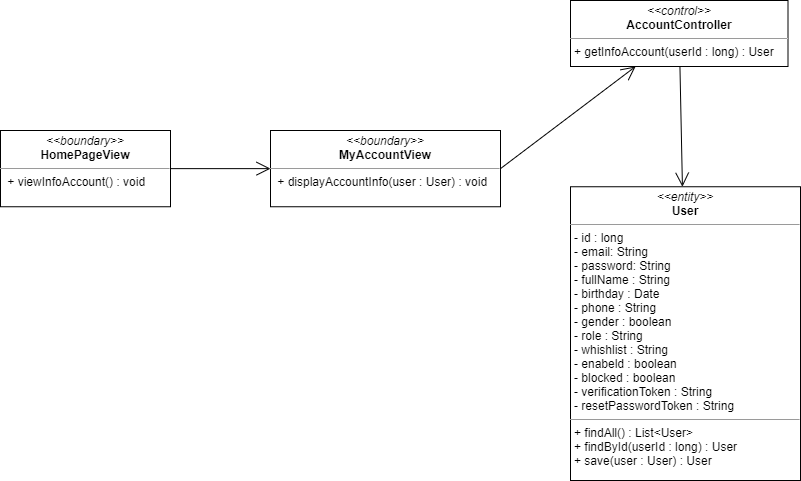 <<control>>
AccountController
+ getInfoAccount(userId : long) : User
<<boundary>>
HomePageView
+ viewInfoAccount() : void
<<boundary>>
MyAccountView
+ displayAccountInfo(user : User) : void
<<entity>>
User
- id : long
- email: String
- password: String
- fullName : String
- birthday : Date
- phone : String
- gender : boolean
- role : String
- whishlist : String
- enabeld : boolean
- blocked : boolean
- verificationToken : String
- resetPasswordToken : String
+ findAll() : List<User>
+ findById(userId : long) : User
+ save(user : User) : User